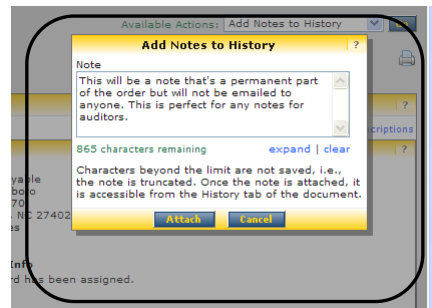 Available Actions: Add Notes to History
Add Notes to History ?
Note
This will be a note that's a permanent part
of the order but will not be emailed to
anyone. This is perfect for any notes for
auditors.
?
criptions
865 characters remaining expand | clear
?
Characters beyond the limit are not saved, i.e.,
the note is truncated. Once the note is attached, it
is accessible from the History tab of the document.
yable
boro
70
NC 27402
es
Attach Cancel
Info
rd has been assigned.